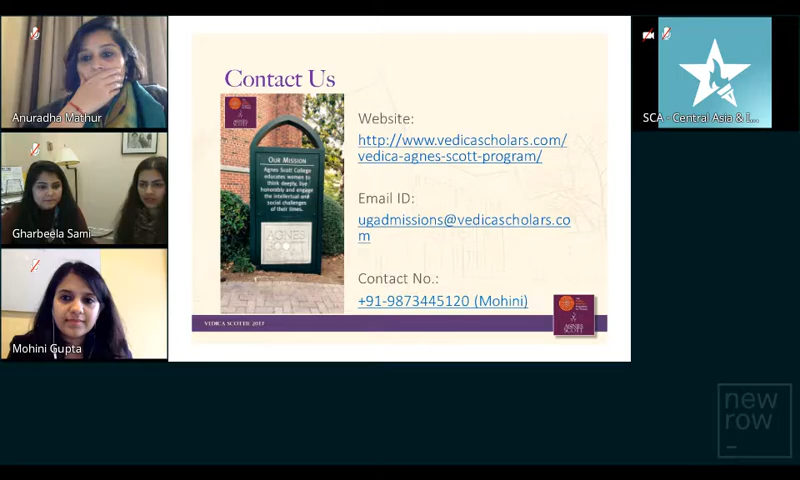 Anuradha Mathur
Gharbeela Sami
Mohini Gupta
Contact Us
OUR MISSION
Agnes Scott College
educates women to
think deeply, live
honorably and engage
the intellectual and
social challenges
of their times.
AGNES
SCOTT
Website:
http://www.vedicascholars.com/
vedica-agnes-scott-program/
Email ID:
ugadmissions@vedicascholars.co
m
Contact No.:
+91-9873445120 (Mohini)
VEDICA SCOTTIE 2017
AGNES
SCOTT
SCA - Central Asia & I...
new
row